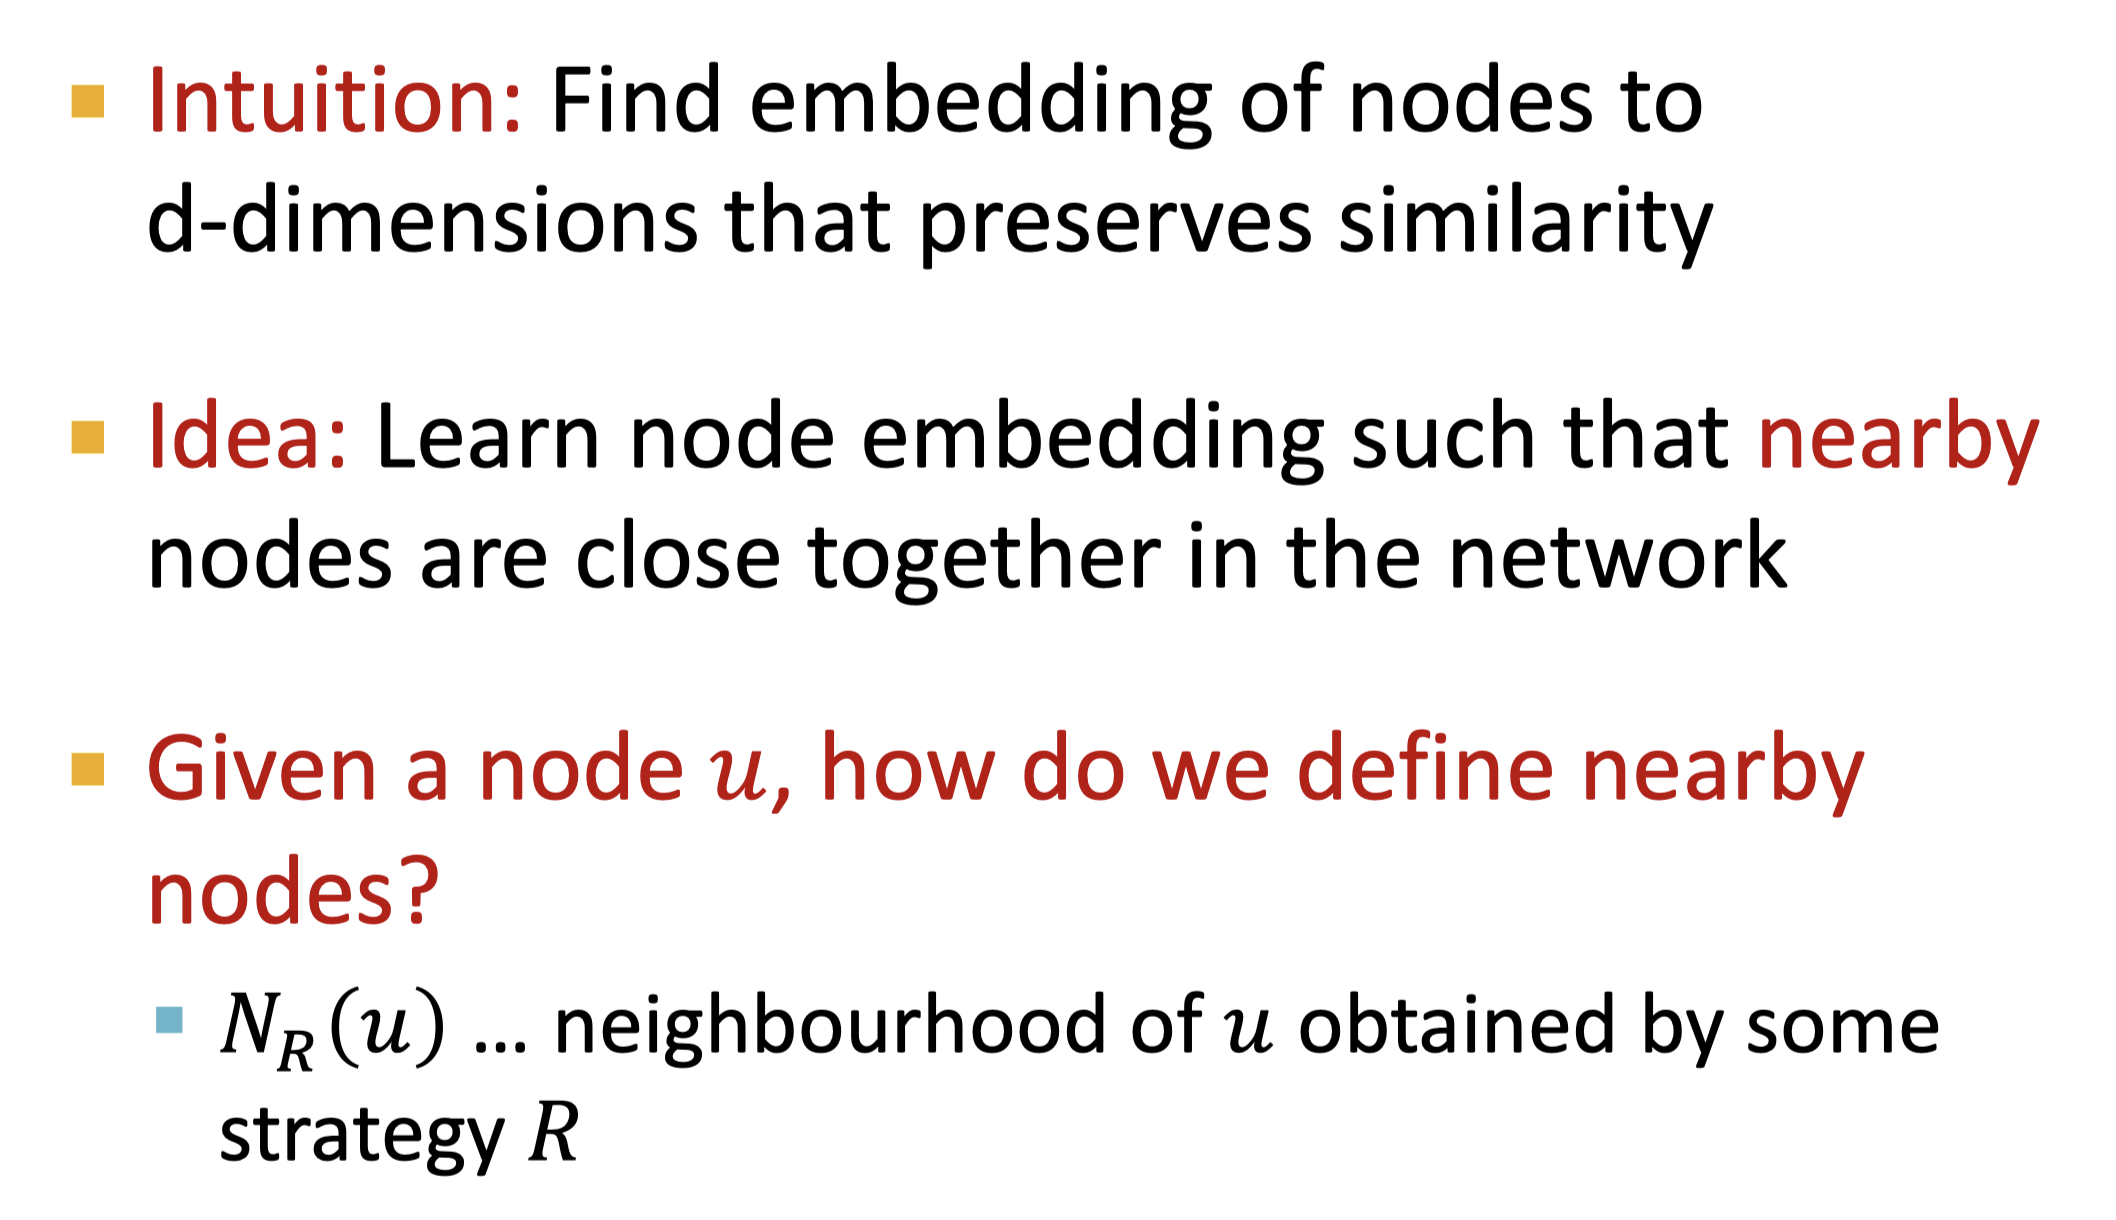 Intuition: Find embedding of nodes to
d-dimensions that preserves similarity
Idea: Learn node embedding such that nearby
nodes are close together in the network
Given a node 𝑢, how do we define nearby
nodes?
𝑁_𝑅(𝑢) … neighbourhood of 𝑢 obtained by some
strategy 𝑅